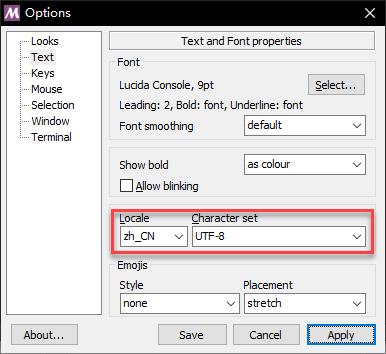 Options
Looks
Text
Keys
Mouse
Selection
Window
Terminal
Text and Font properties
Font
Lucida Console, 9pt
Select...
Leading: 2, Bold: font, Underline: font
Font smoothing
default
Show bold
as colour
Allow blinking
Locale
Character set
zh_CN
UTF-8
Emojis
Style
Placement
none
stretch
About...
Save
Cancel
Apply